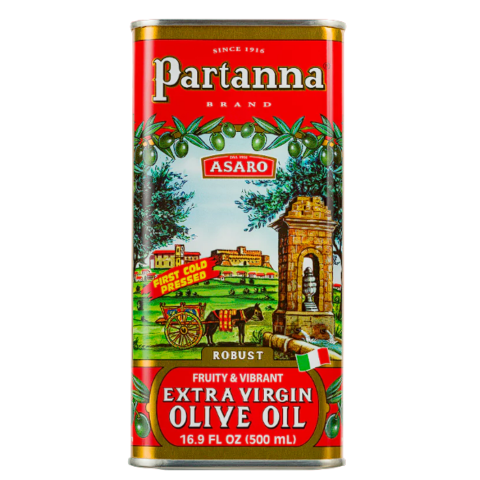 SINCE 1916
Partanna
BRAND
ASARO
FIRST COLD
PRESSED
ROBUST
FRUITY & VIBRANT
EXTRA VIRGIN
OLIVE OIL
16.9 FL OZ (500 mL)